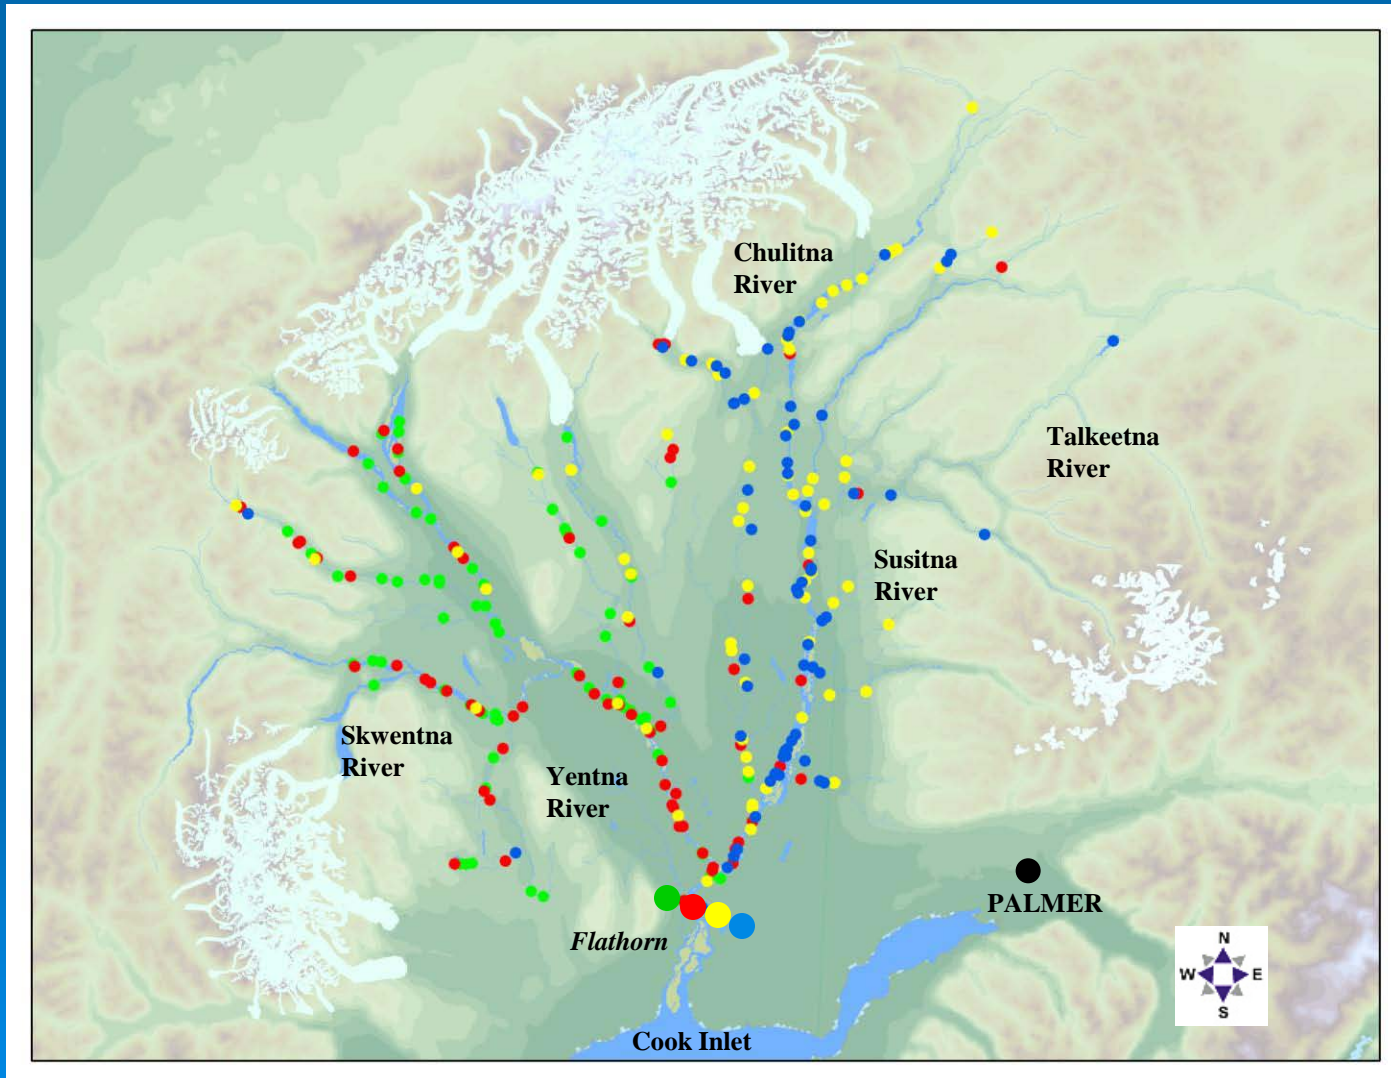 Chulitna
River
Talkeetna
River
Susitna
River
Skwentna
River
Yentna
River
PALMER
Flathorn
N
W E
S
Cook Inlet